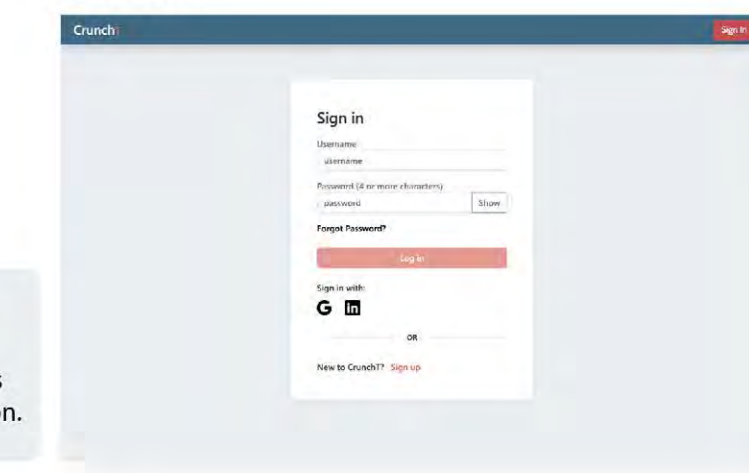 Crunch
Sign In
Sign in
Username
username
Password (4 or more characters)
password
Show
Forgot Password?
Log in
Sign in with:
G in
OR
New to CrunchT? Sign up
s
on.